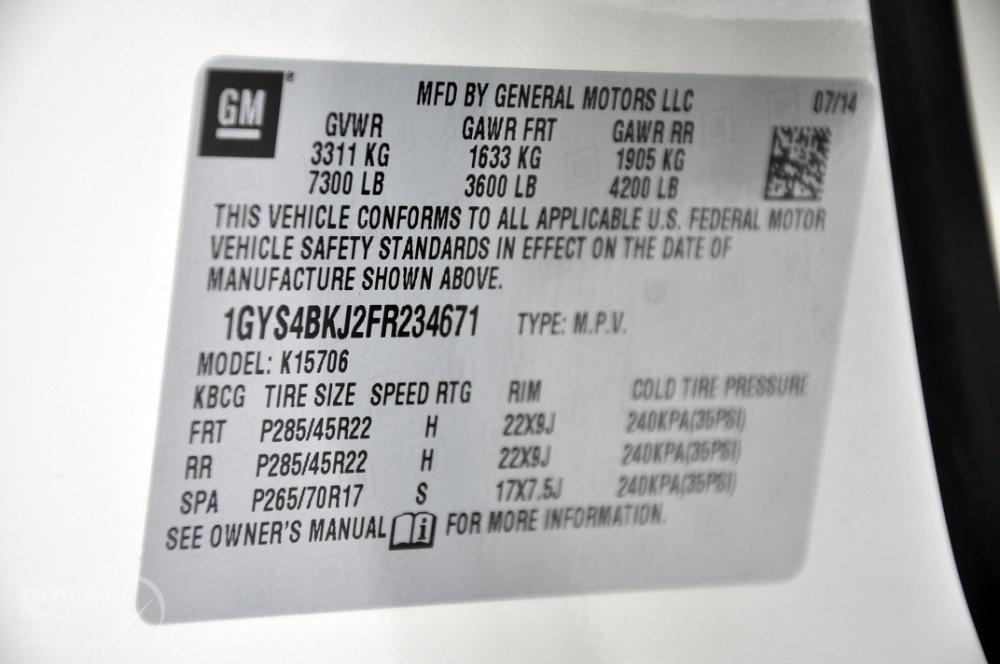 GM®
MFD BY GENERAL MOTORS LLC 07/14
GVWR GAWR FRT GAWR RR
3311 KG 1633 KG 1905 KG
7300 LB 3600 LB 4200 LB
THIS VEHICLE CONFORMS TO ALL APPLICABLE U.S. FEDERAL MOTOR
VEHICLE SAFETY STANDARDS IN EFFECT ON THE DATE OF
MANUFACTURE SHOWN ABOVE.
1GYS4BKJ2FR234671 TYPE: M.P.V.
MODEL: K15706
KBCG TIRE SIZE SPEED RTG RIM COLD TIRE PRESSURE
FRT P285/45R22 H 22X9J 240KPA(35PSI)
RR P285/45R22 H 22X9J 240KPA(35PSI)
SPA P265/70R17 S 17X7.5J 240KPA(35PSI)
SEE OWNER'S MANUAL i FOR MORE INFORMATION.
DRIVING
EMOTIONS